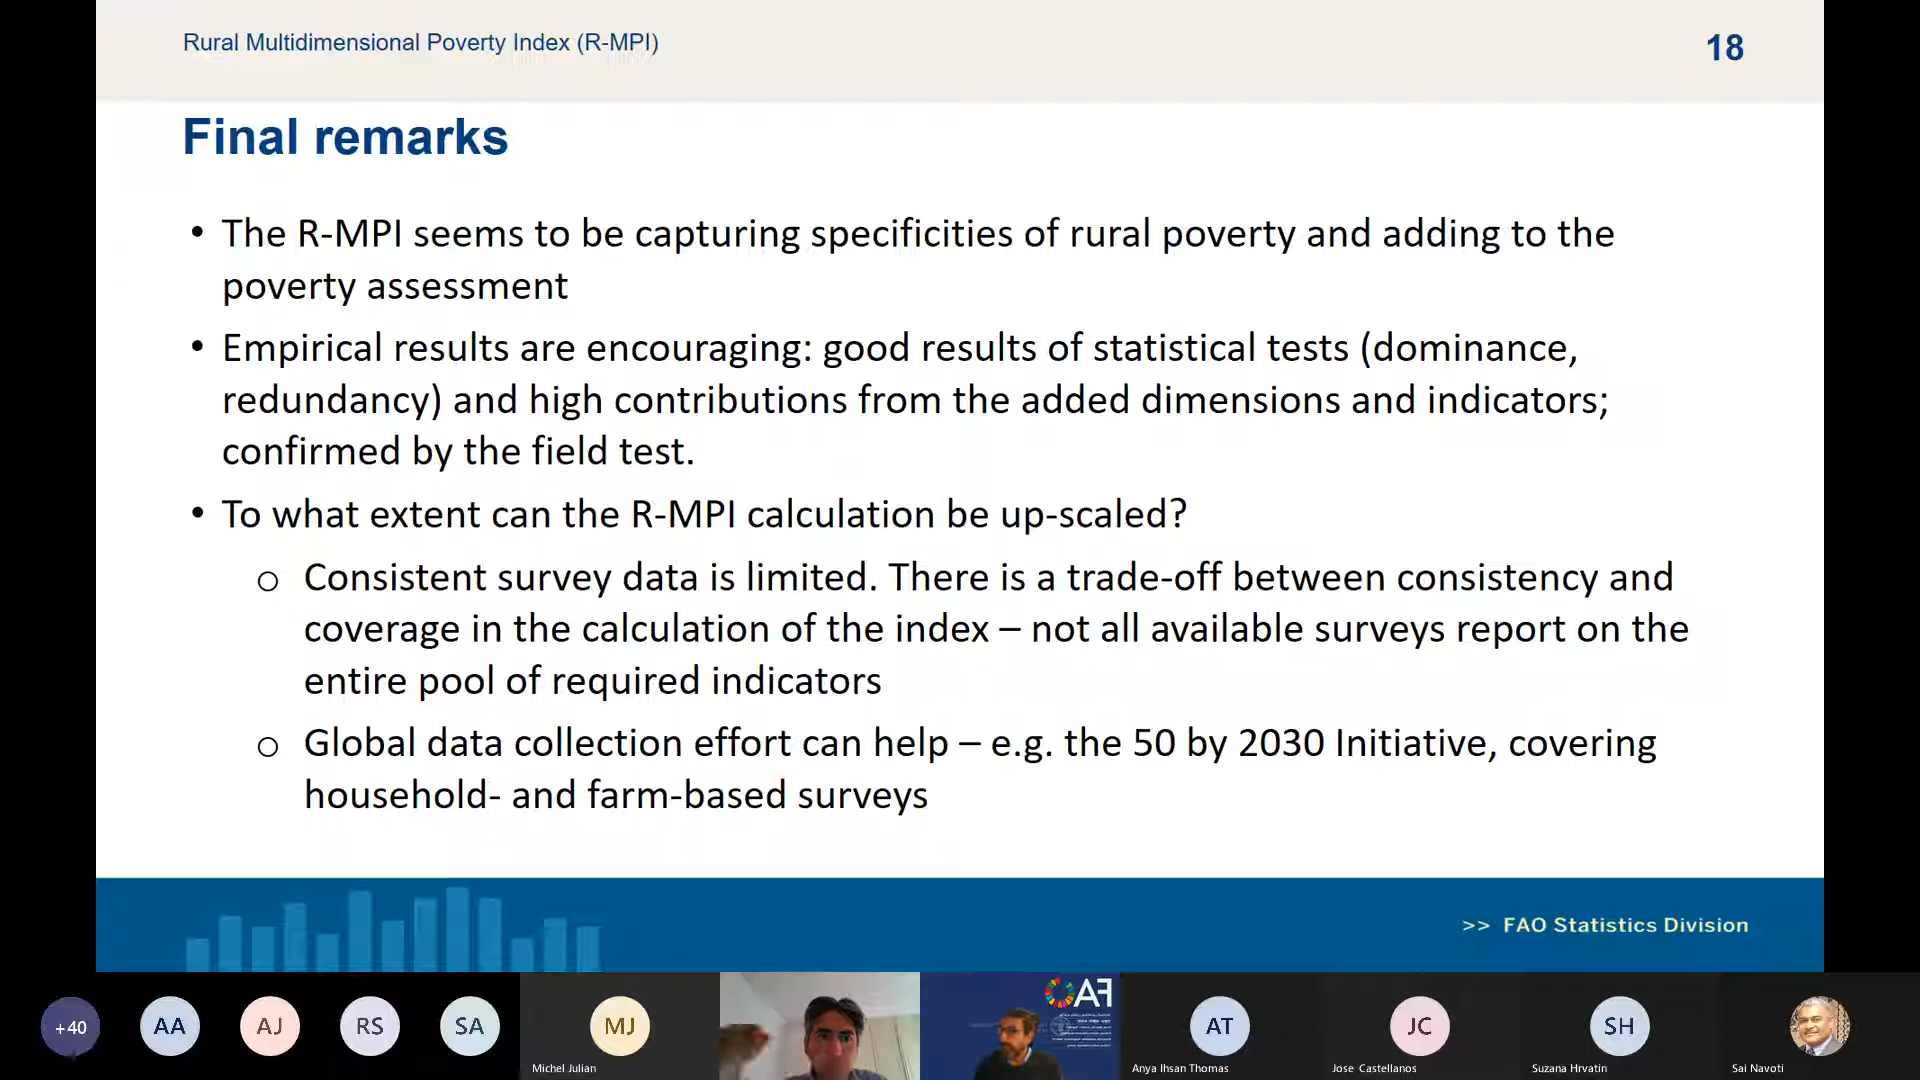 Rural Multidimensional Poverty Index (R-MPI)
18
Final remarks
• The R-MPI seems to be capturing specificities of rural poverty and adding to the
poverty assessment
• Empirical results are encouraging: good results of statistical tests (dominance,
redundancy) and high contributions from the added dimensions and indicators;
confirmed by the field test.
• To what extent can the R-MPI calculation be up-scaled?
o Consistent survey data is limited. There is a trade-off between consistency and
coverage in the calculation of the index – not all available surveys report on the
entire pool of required indicators
o Global data collection effort can help – e.g. the 50 by 2030 Initiative, covering
household- and farm-based surveys
>> FAO Statistics Division
+40
AA
AJ
RS
SA
MJ
Michel Julian
FAO
AT
Anya Ihsan Thomas
JC
Jose Castellanos
SH
Suzana Hrvatin
Sai Navoti